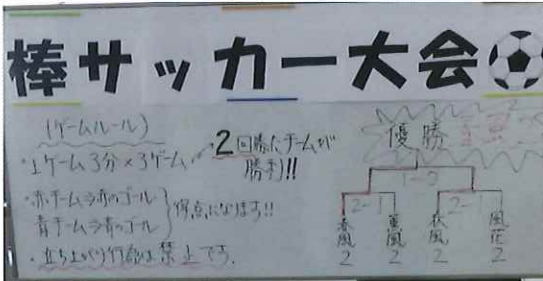 棒サッカー大会
(ゲームルール)
・1ゲーム3分×3ゲーム
2回勝ったチームが
勝利!!
・赤チーム→赤のゴール
青チーム→青のゴール
得点になります!!
・立ち上がり行為は禁止です。
優勝
1-2
2-1 2-1
春風2 薫風2 秋風2 風花2